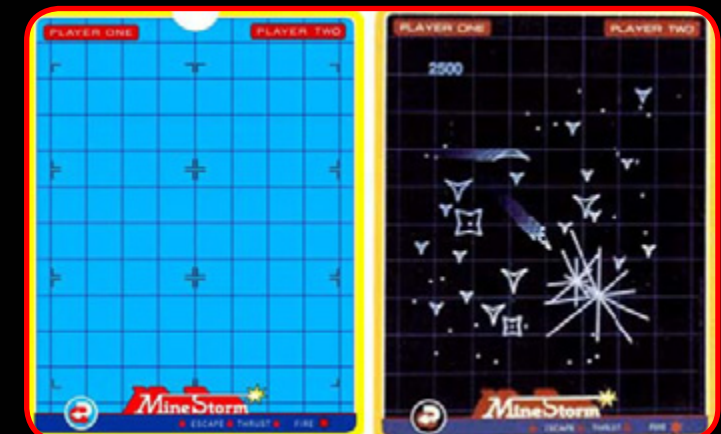 PLAYER ONE
PLAYER TWO
MineStorm
ESCAPE THRUST FIRE
PLAYER ONE
PLAYER TWO
2500
MineStorm
ESCAPE THRUST FIRE